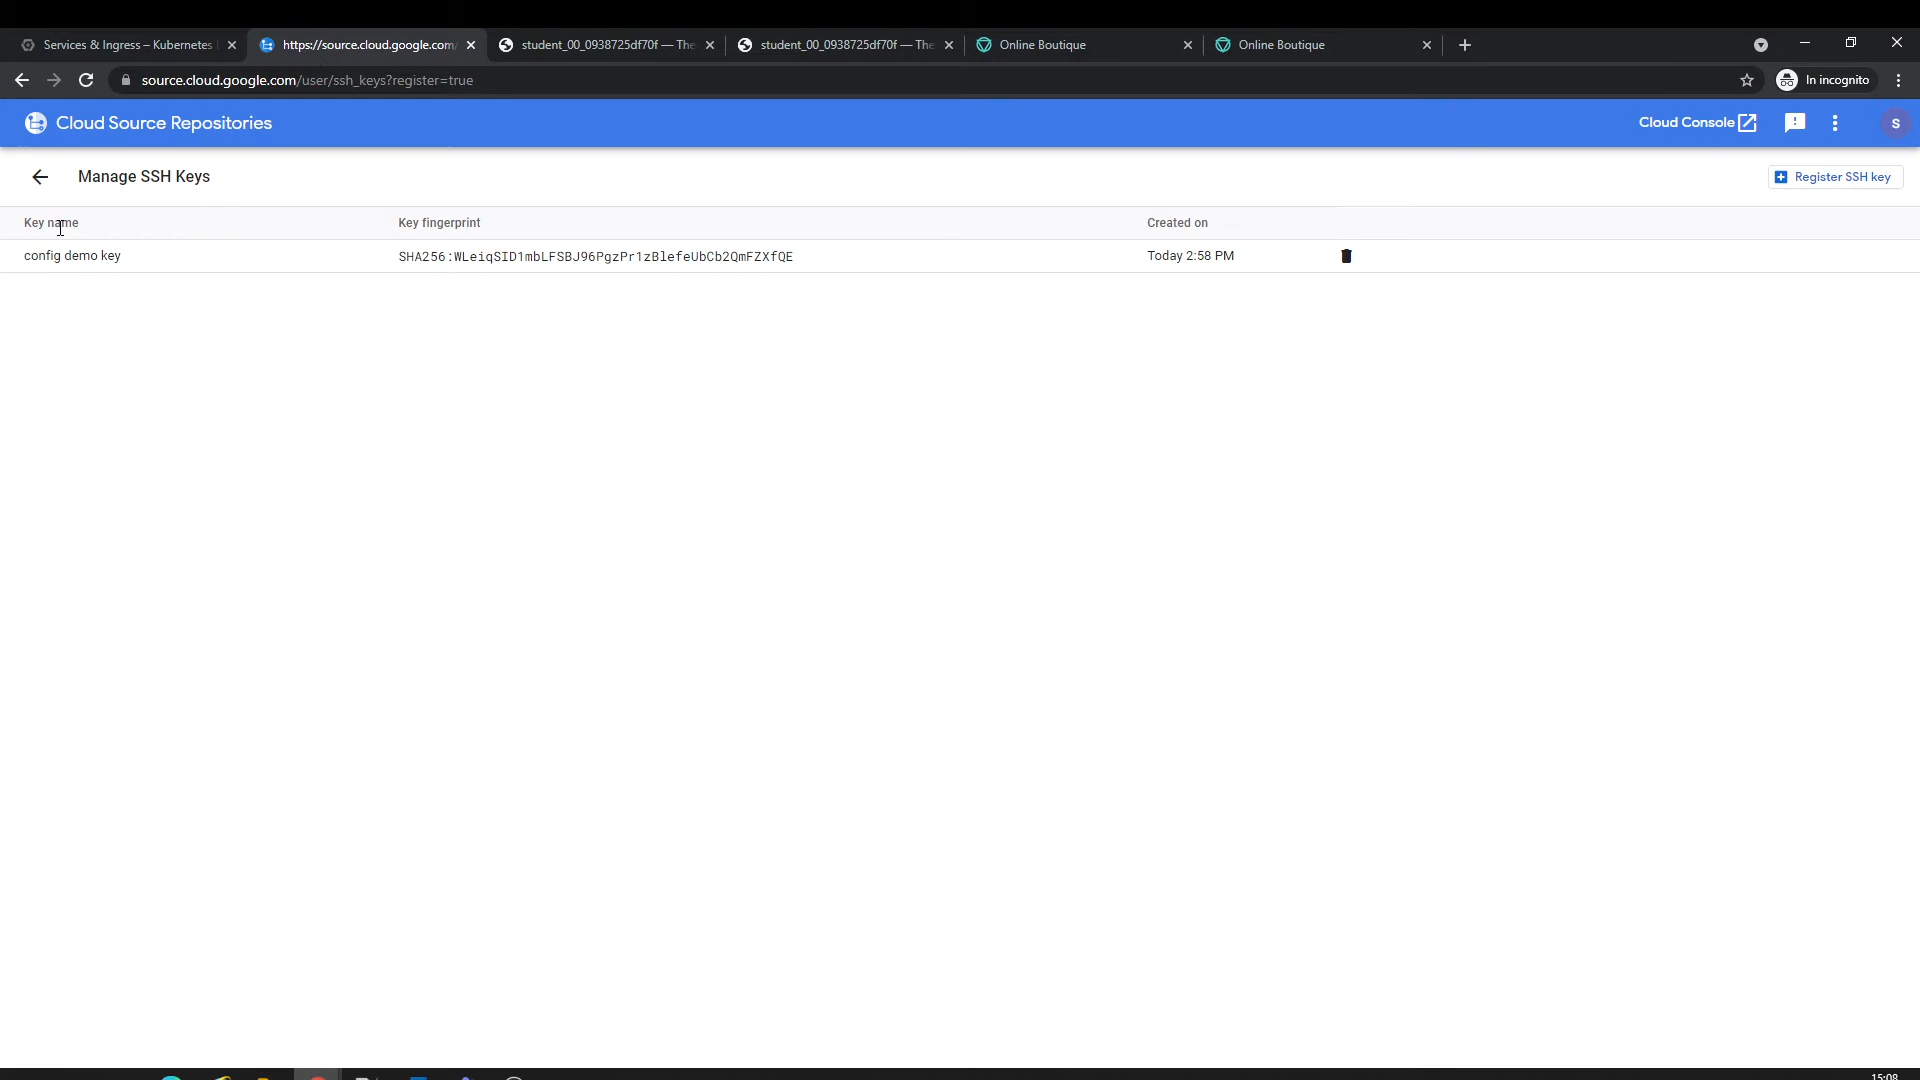 Services & Ingress – Kubernetes
https://source.cloud.google.com/
student_00_0938725df70f — The
student_00_0938725df70f — The
Online Boutique
Online Boutique
source.cloud.google.com/user/ssh_keys?register=true
In incognito
Cloud Source Repositories
Cloud Console
S
Manage SSH Keys
Register SSH key
Key name
Key fingerprint
Created on
config demo key
SHA256:WLeiqSID1mbLFSBJ96PgzPr1zBlefeUbCb2QmFZXfQE
Today 2:58 PM
15:08